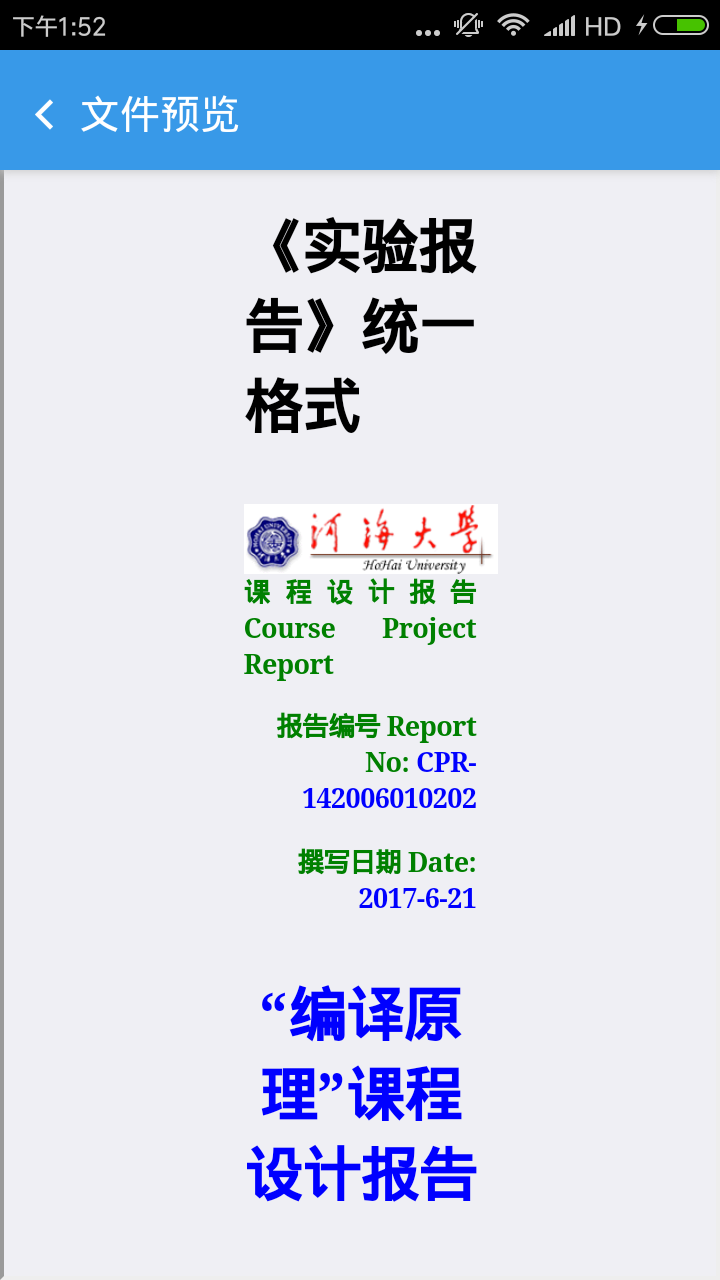 下午1:52
HD
文件预览
《实验报
告》统一
格式
河海大學
HoHai University
课程设计报告
Course Project
Report
报告编号 Report
No: CPR-
142006010202
撰写日期 Date:
2017-6-21
“编译原
理”课程
设计报告